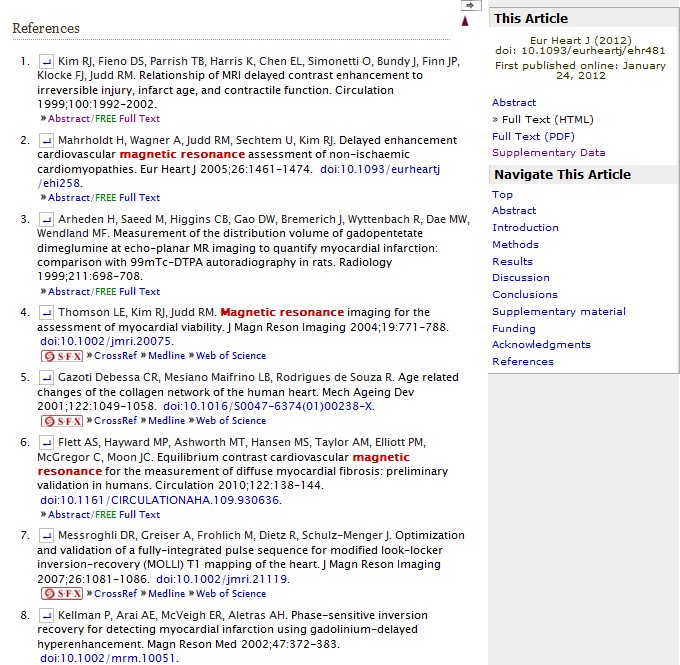 References
1. Kim RJ, Fieno DS, Parrish TB, Harris K, Chen EL, Simonetti O, Bundy J, Finn JP,
Klocke FJ, Judd RM. Relationship of MRI delayed contrast enhancement to
irreversible injury, infarct age, and contractile function. Circulation
1999;100:1992-2002.
»Abstract/FREE Full Text
2. Mahrholdt H, Wagner A, Judd RM, Sechtem U, Kim RJ. Delayed enhancement
cardiovascular magnetic resonance assessment of non-ischaemic
cardiomyopathies. Eur Heart J 2005;26:1461-1474. doi:10.1093/eurheartj
/ehi258.
»Abstract/FREE Full Text
3. Arheden H, Saeed M, Higgins CB, Gao DW, Bremerich J, Wyttenbach R, Dae MW,
Wendland MF. Measurement of the distribution volume of gadopentetate
dimeglumine at echo-planar MR imaging to quantify myocardial infarction:
comparison with 99mTc-DTPA autoradiography in rats. Radiology
1999;211:698-708.
»Abstract/FREE Full Text
4. Thomson LE, Kim RJ, Judd RM. Magnetic resonance imaging for the
assessment of myocardial viability. J Magn Reson Imaging 2004;19:771-788.
doi:10.1002/jmri.20075.
SFX »CrossRef »Medline »Web of Science
5. Gazoti Debessa CR, Mesiano Maifrino LB, Rodrigues de Souza R. Age related
changes of the collagen network of the human heart. Mech Ageing Dev
2001;122:1049-1058. doi:10.1016/S0047-6374(01)00238-X.
SFX »CrossRef »Medline »Web of Science
6. Flett AS, Hayward MP, Ashworth MT, Hansen MS, Taylor AM, Elliott PM,
McGregor C, Moon JC. Equilibrium contrast cardiovascular magnetic
resonance for the measurement of diffuse myocardial fibrosis: preliminary
validation in humans. Circulation 2010;122:138-144.
doi:10.1161/CIRCULATIONAHA.109.930636.
»Abstract/FREE Full Text
7. Messroghli DR, Greiser A, Frohlich M, Dietz R, Schulz-Menger J. Optimization
and validation of a fully-integrated pulse sequence for modified look-locker
inversion-recovery (MOLLI) T1 mapping of the heart. J Magn Reson Imaging
2007;26:1081-1086. doi:10.1002/jmri.21119.
SFX »CrossRef »Medline »Web of Science
8. Kellman P, Arai AE, McVeigh ER, Aletras AH. Phase-sensitive inversion
recovery for detecting myocardial infarction using gadolinium-delayed
hyperenhancement. Magn Reson Med 2002;47:372-383.
doi:10.1002/mrm.10051.
This Article
Eur Heart J (2012)
doi: 10.1093/eurheartj/ehr481
First published online: January
24, 2012
Abstract
» Full Text (HTML)
Full Text (PDF)
Supplementary Data
Navigate This Article
Top
Abstract
Introduction
Methods
Results
Discussion
Conclusions
Supplementary material
Funding
Acknowledgments
References